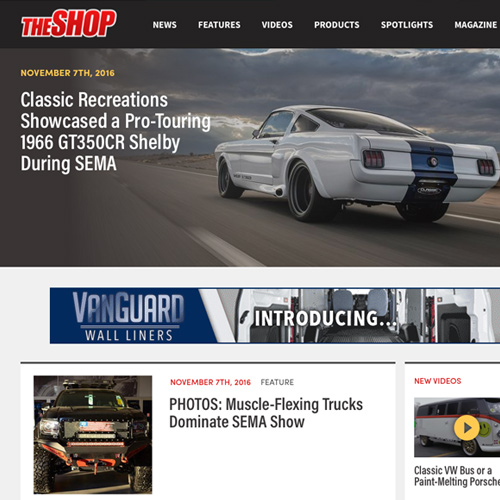 THE SHOP
NEWS FEATURES VIDEOS PRODUCTS SPOTLIGHTS MAGAZINE
NOVEMBER 7TH, 2016
Classic Recreations
Showcased a Pro-Touring
1966 GT350CR Shelby
During SEMA
VANGUARD
WALL LINERS
INTRODUCING...
NOVEMBER 7TH, 2016 FEATURE
PHOTOS: Muscle-Flexing Trucks
Dominate SEMA Show
NEW VIDEOS
Classic VW Bus or a
Paint-Melting Porsche